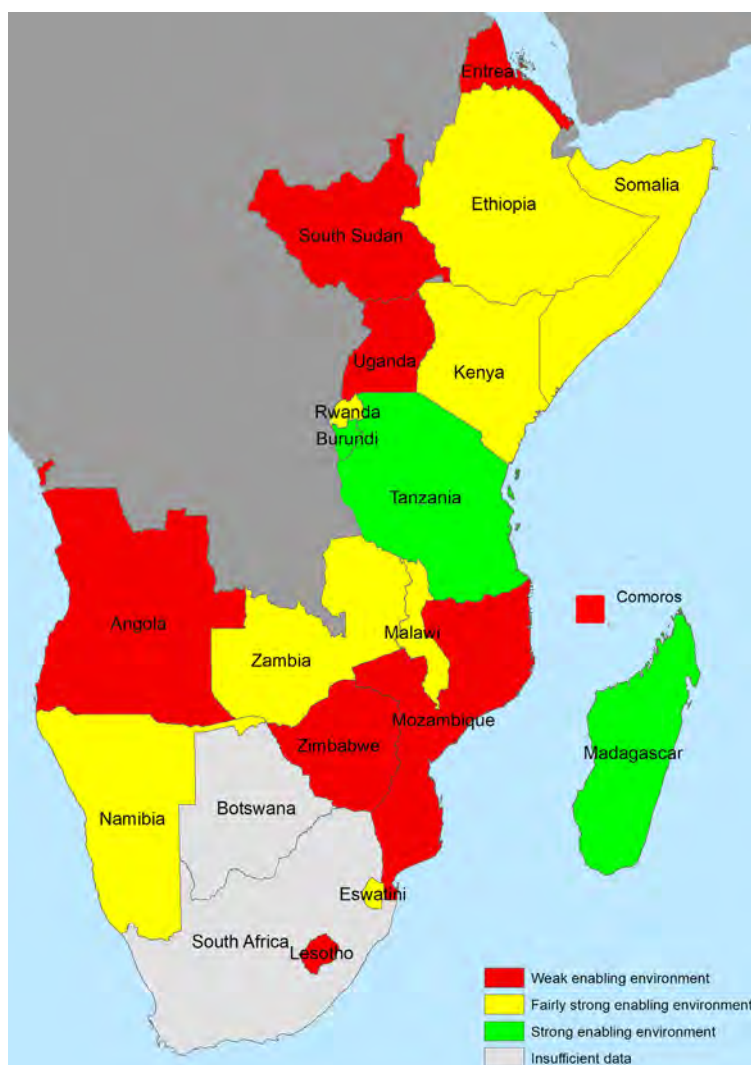 Eritrea
Somalia
Ethiopia
South Sudan
Uganda
Kenya
Rwanda
Burundi
Tanzania
Comoros
Angola
Malawi
Zambia
Mozambique
Zimbabwe
Madagascar
Botswana
Namibia
Eswatini
South Africa
Lesotho
Weak enabling environment
Fairly strong enabling environment
Strong enabling environment
Insufficient data